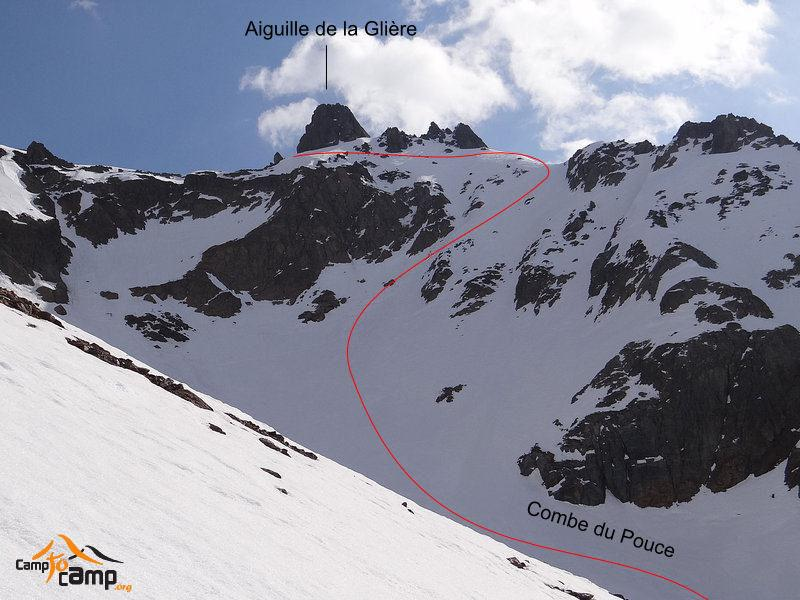 Aiguille de la Glière
Combe du Pouce
Camp to
camp.org